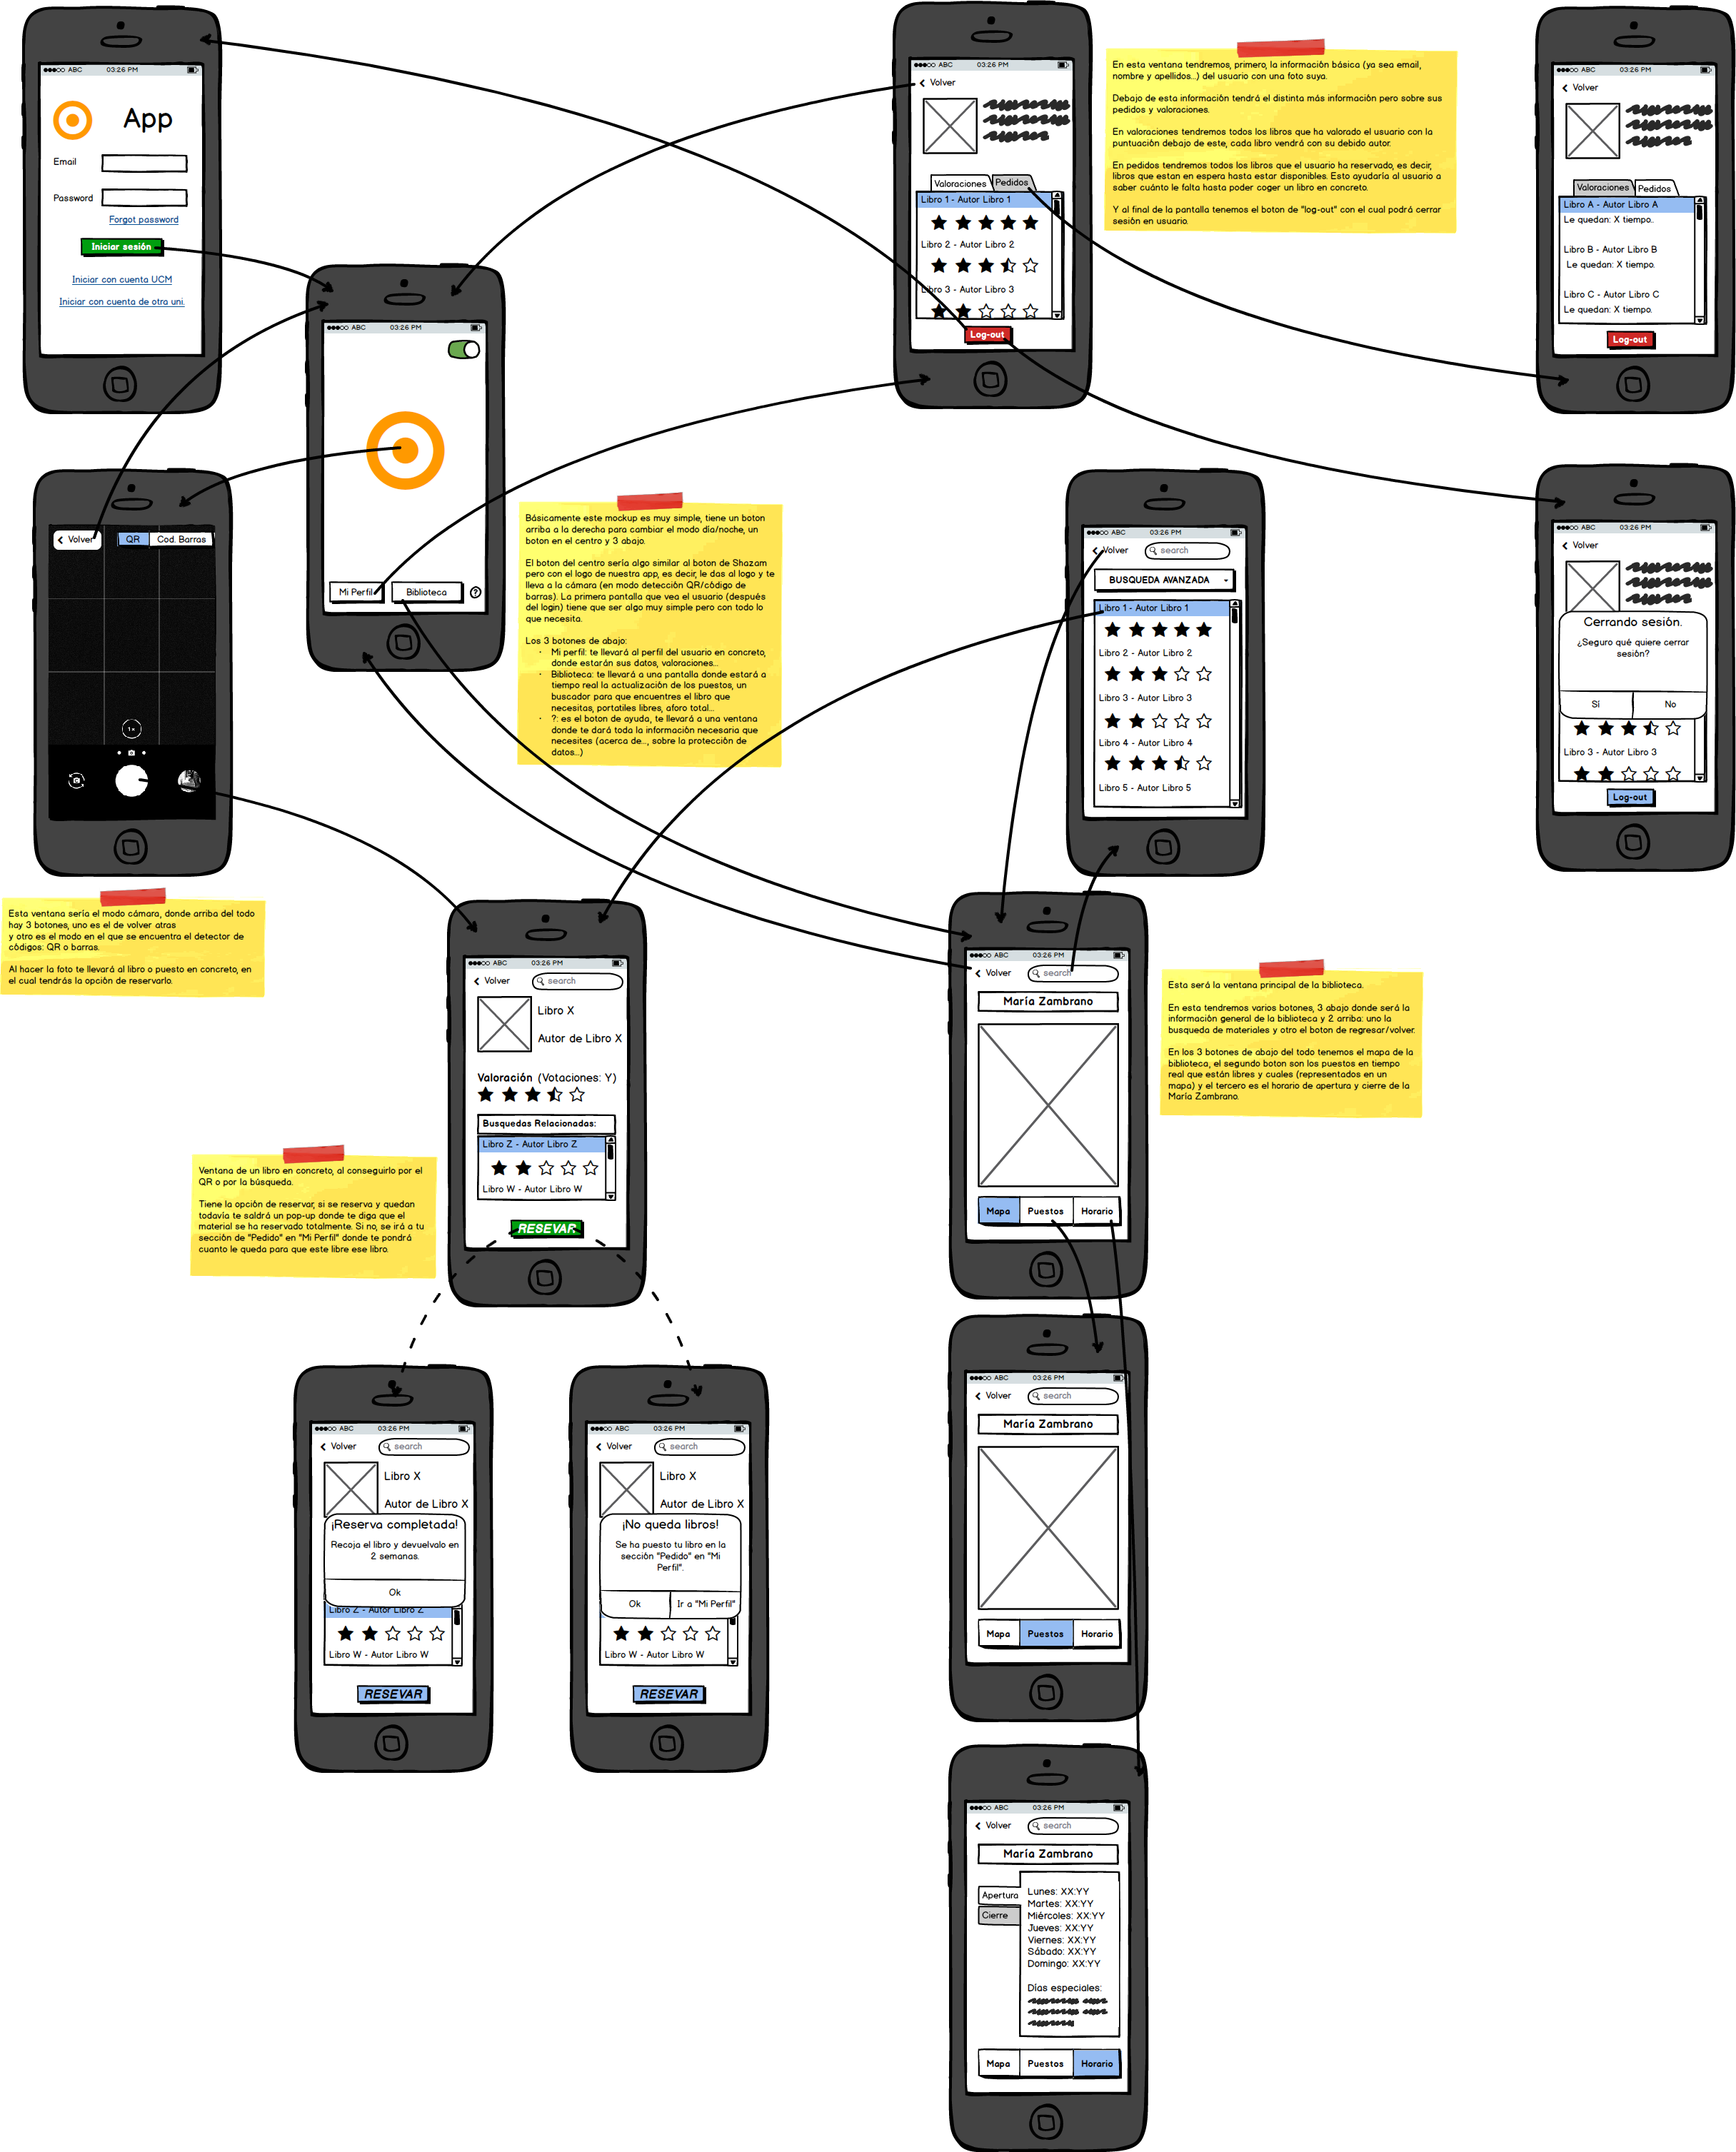 ●●●○○ ABC 03:26 PM
App
Email
Password
Forgot password
Iniciar sesión
Iniciar con cuenta UCM
Iniciar con cuenta de otra uni.
●●●○○ ABC 03:26 PM
Volver
Valoraciones Pedidos
Libro 1 - Autor Libro 1
Libro 2 - Autor Libro 2
Libro 3 - Autor Libro 3
Log-out
En esta ventana tendremos, primero, la información básica (ya sea email,
nombre y apellidos...) del usuario con una foto suya.
Debajo de esta información tendrá el distinta más información pero sobre sus
pedidos y valoraciones.
En valoraciones tendremos todos los libros que ha valorado el usuario con la
puntuación debajo de este, cada libro vendrá con su debido autor.
En pedidos tendremos todos los libros que el usuario ha reservado, es decir,
libros que estan en espera hasta estar disponibles. Esto ayudaría al usuario a
saber cuánto le falta hasta poder coger un libro en concreto.
Y al final de la pantalla tenemos el boton de "log-out" con el cual podrá cerrar
sesión en usuario.
●●●○○ ABC 03:26 PM
Volver
Valoraciones Pedidos
Libro A - Autor Libro A
Le quedan: X tiempo.
Libro B - Autor Libro B
Le quedan: X tiempo.
Libro C - Autor Libro C
Le quedan: X tiempo.
Log-out
●●●○○ ABC 03:26 PM
Mi Perfil Biblioteca ?
Básicamente este mockup es muy simple, tiene un boton
arriba a la derecha para cambiar el modo día/noche, un
boton en el centro y 3 abajo.
El boton del centro sería algo similar al boton de Shazam
pero con el logo de nuestra app, es decir, le das al logo y te
lleva a la cámara (en modo detección QR/código de
barras). La primera pantalla que vea el usuario (después
del login) tiene que ser algo muy simple pero con todo lo
que necesita.
Los 3 botones de abajo:
· Mi perfil: te llevará al perfil del usuario en concreto,
donde estarán sus datos, valoraciones...
· Biblioteca: te llevará a una pantalla donde estará a
tiempo real la actualización de los puestos, un
buscador para que encuentres el libro que
necesitas, portatiles libres, aforo total...
· ?: es el boton de ayuda, te llevará a una ventana
donde te dará toda la información necesaria que
necesites (acerca de..., sobre la protección de
datos...)
Volver QR Cod. Barras
1×
Esta ventana sería el modo cámara, donde arriba del todo
hay 3 botones, uno es el de volver atras
y otro es el modo en el que se encuentra el detector de
códigos: QR o barras.
Al hacer la foto te llevará al libro o puesto en concreto, en
el cual tendrás la opción de reservarlo.
●●●○○ ABC 03:26 PM
Volver search
BUSQUEDA AVANZADA
Libro 1 - Autor Libro 1
Libro 2 - Autor Libro 2
Libro 3 - Autor Libro 3
Libro 4 - Autor Libro 4
Libro 5 - Autor Libro 5
●●●○○ ABC 03:26 PM
Volver
Cerrando sesión.
¿Seguro qué quiere cerrar
sesión?
Sí No
Libro 3 - Autor Libro 3
Log-out
●●●○○ ABC 03:26 PM
Volver search
Libro X
Autor de Libro X
Valoración (Votaciones: Y)
Busquedas Relacionadas:
Libro Z - Autor Libro Z
Libro W - Autor Libro W
RESEVAR
Ventana de un libro en concreto, al conseguirlo por el
QR o por la búsqueda.
Tiene la opción de reservar, si se reserva y quedan
todavía te saldrá un pop-up donde te diga que el
material se ha reservado totalmente. Si no, se irá a tu
sección de "Pedido" en "Mi Perfil" donde te pondrá
cuanto le queda para que este libre ese libro.
●●●○○ ABC 03:26 PM
Volver search
María Zambrano
Mapa Puestos Horario
Esta será la ventana principal de la biblioteca.
En esta tendremos varios botones, 3 abajo donde será la
información general de la biblioteca y 2 arriba: uno la
busqueda de materiales y otro el boton de regresar/volver.
En los 3 botones de abajo del todo tenemos el mapa de la
biblioteca, el segundo boton son los puestos en tiempo
real que están libres y cuales (representados en un
mapa) y el tercero es el horario de apertura y cierre de la
María Zambrano.
●●●○○ ABC 03:26 PM
Volver search
Libro X
Autor de Libro X
¡Reserva completada!
Recoja el libro y devuelvalo en
2 semanas.
Ok
Libro Z - Autor Libro Z
Libro W - Autor Libro W
RESEVAR
●●●○○ ABC 03:26 PM
Volver search
Libro X
Autor de Libro X
¡No queda libros!
Se ha puesto tu libro en la
sección "Pedido" en "Mi
Perfil".
Ok Ir a "Mi Perfil"
Libro W - Autor Libro W
RESEVAR
●●●○○ ABC 03:26 PM
Volver search
María Zambrano
Mapa Puestos Horario
●●●○○ ABC 03:26 PM
Volver search
María Zambrano
Apertura
Cierre
Lunes: XX:YY
Martes: XX:YY
Miércoles: XX:YY
Jueves: XX:YY
Viernes: XX:YY
Sábado: XX:YY
Domingo: XX:YY
Días especiales:
Mapa Puestos Horario